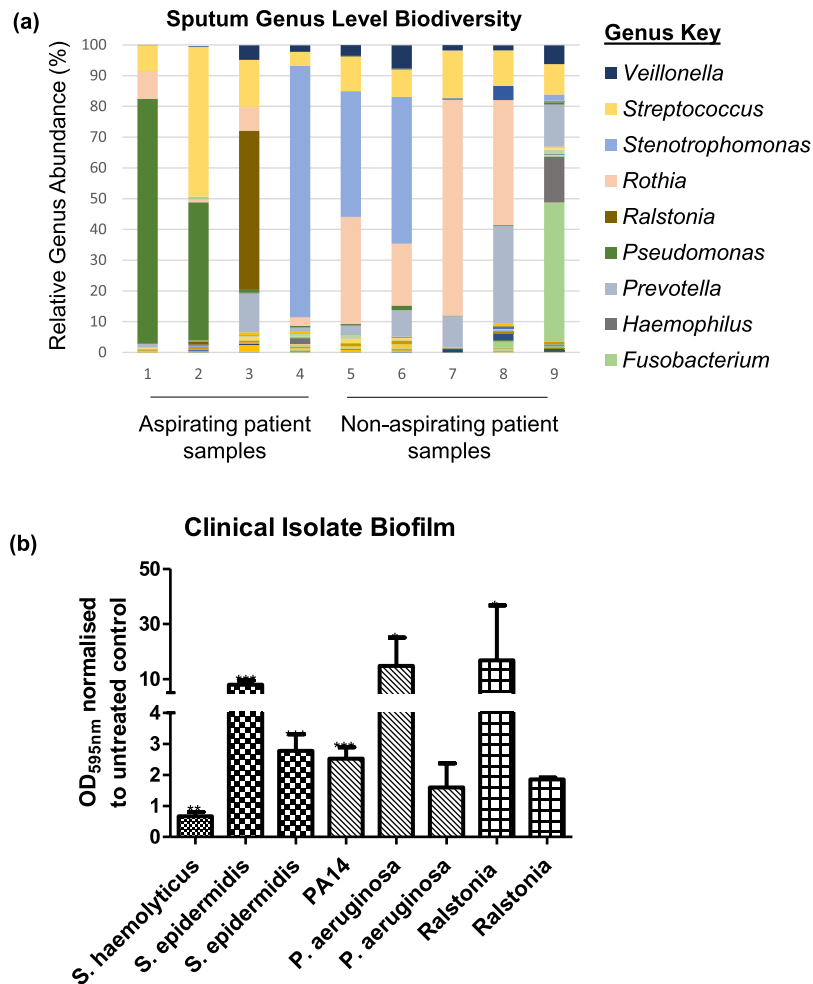 (a)
Sputum Genus Level Biodiversity
Relative Genus Abundance (%)
100
90
80
70
60
50
40
30
20
10
0
1 2 3 4 5 6 7 8 9
Aspirating patient
samples
Non-aspirating patient
samples
Genus Key
Veillonella
Streptococcus
Stenotrophomonas
Rothia
Ralstonia
Pseudomonas
Prevotella
Haemophilus
Fusobacterium
(b)
Clinical Isolate Biofilm
OD595nm normalised
to untreated control
50
30
10
4
3
2
1
0
**
***
***
***
*
*
S. haemolyticus
S. epidermidis
S. epidermidis
PA14
P. aeruginosa
P. aeruginosa
Ralstonia
Ralstonia